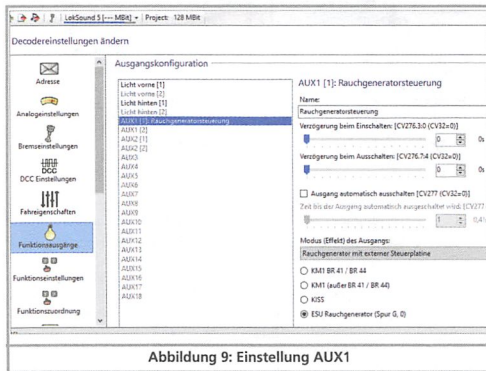 LokSound 5 [--- MBit] Project: 128 MBit
Decodereinstellungen ändern
Adresse
Analogeinstellungen
Bremseinstellungen
DCC
DCC Einstellungen
Fahreigenschaften
Funktionsausgänge
Funktionseinstellungen
Funktionszuordnung
Ausgangskonfiguration
Licht vorne [1]
Licht vorne [2]
Licht hinten [1]
Licht hinten [2]
AUX1 [1]: Rauchgeneratorsteuerung
AUX1 [2]
AUX2 [1]
AUX2 [2]
AUX3
AUX4
AUX5
AUX6
AUX7
AUX8
AUX9
AUX10
AUX11
AUX12
AUX13
AUX14
AUX15
AUX16
AUX17
AUX18
AUX1 [1]: Rauchgeneratorsteuerung
Name:
Rauchgeneratorsteuerung
Verzögerung beim Einschalten: [CV276.3:0 (CV32=0)]
0 0s
Verzögerung beim Ausschalten: [CV276.7:4 (CV32=0)]
0 0s
Ausgang automatisch ausschalten [CV277 (CV32=0)]
Zeit bis der Ausgang automatisch ausgeschaltet wird: [CV277
1 0,4s
Modus (Effekt) des Ausgangs:
Rauchgenerator mit externer Steuerplatine
KM1 BR 41 / BR 44
KM1 (außer BR 41 / BR 44)
KISS
ESU Rauchgenerator (Spur G, 0)
Abbildung 9: Einstellung AUX1